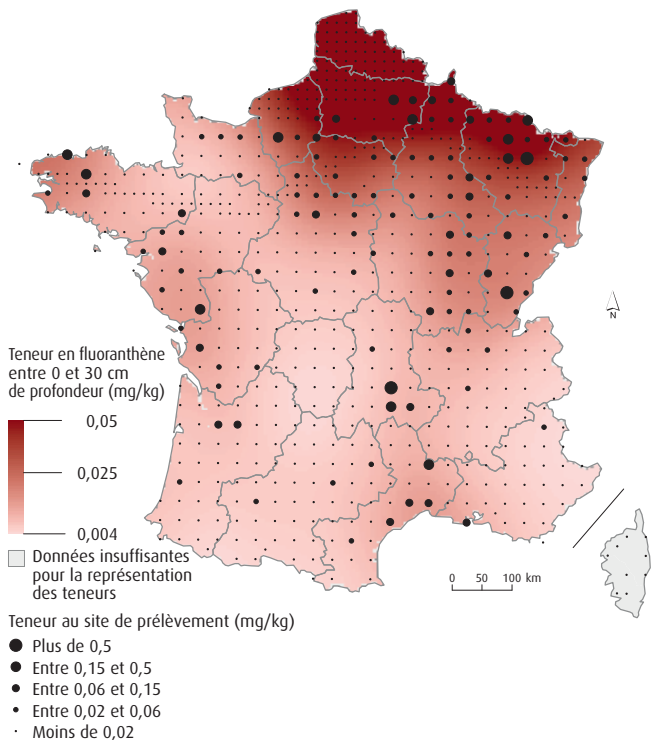 N
Teneur en fluoranthène
entre 0 et 30 cm
de profondeur (mg/kg)
0,05
0,025
0,004
Données insuffisantes
pour la représentation
des teneurs
0 50 100 km
Teneur au site de prélèvement (mg/kg)
Plus de 0,5
Entre 0,15 et 0,5
Entre 0,06 et 0,15
Entre 0,02 et 0,06
Moins de 0,02